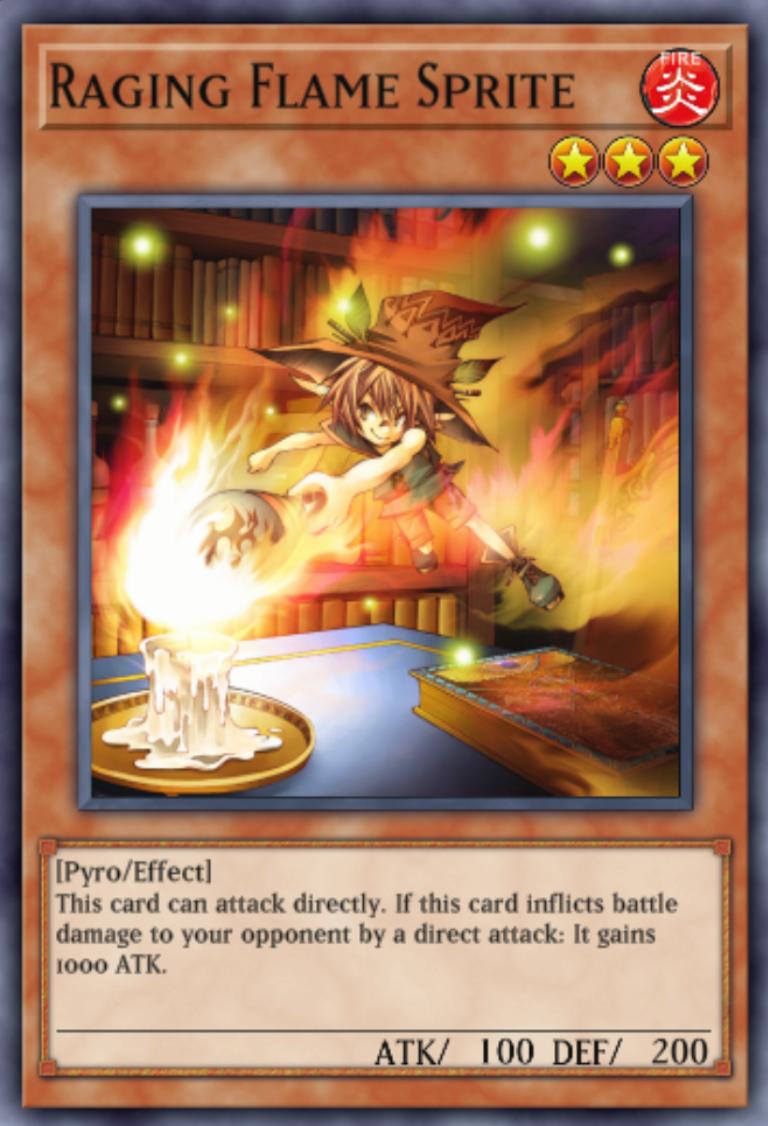 RAGING FLAME SPRITE
FIRE
炎
[Pyro/Effect]
This card can attack directly. If this card inflicts battle
damage to your opponent by a direct attack: It gains
1000 ATK.
ATK/ 100 DEF/ 200